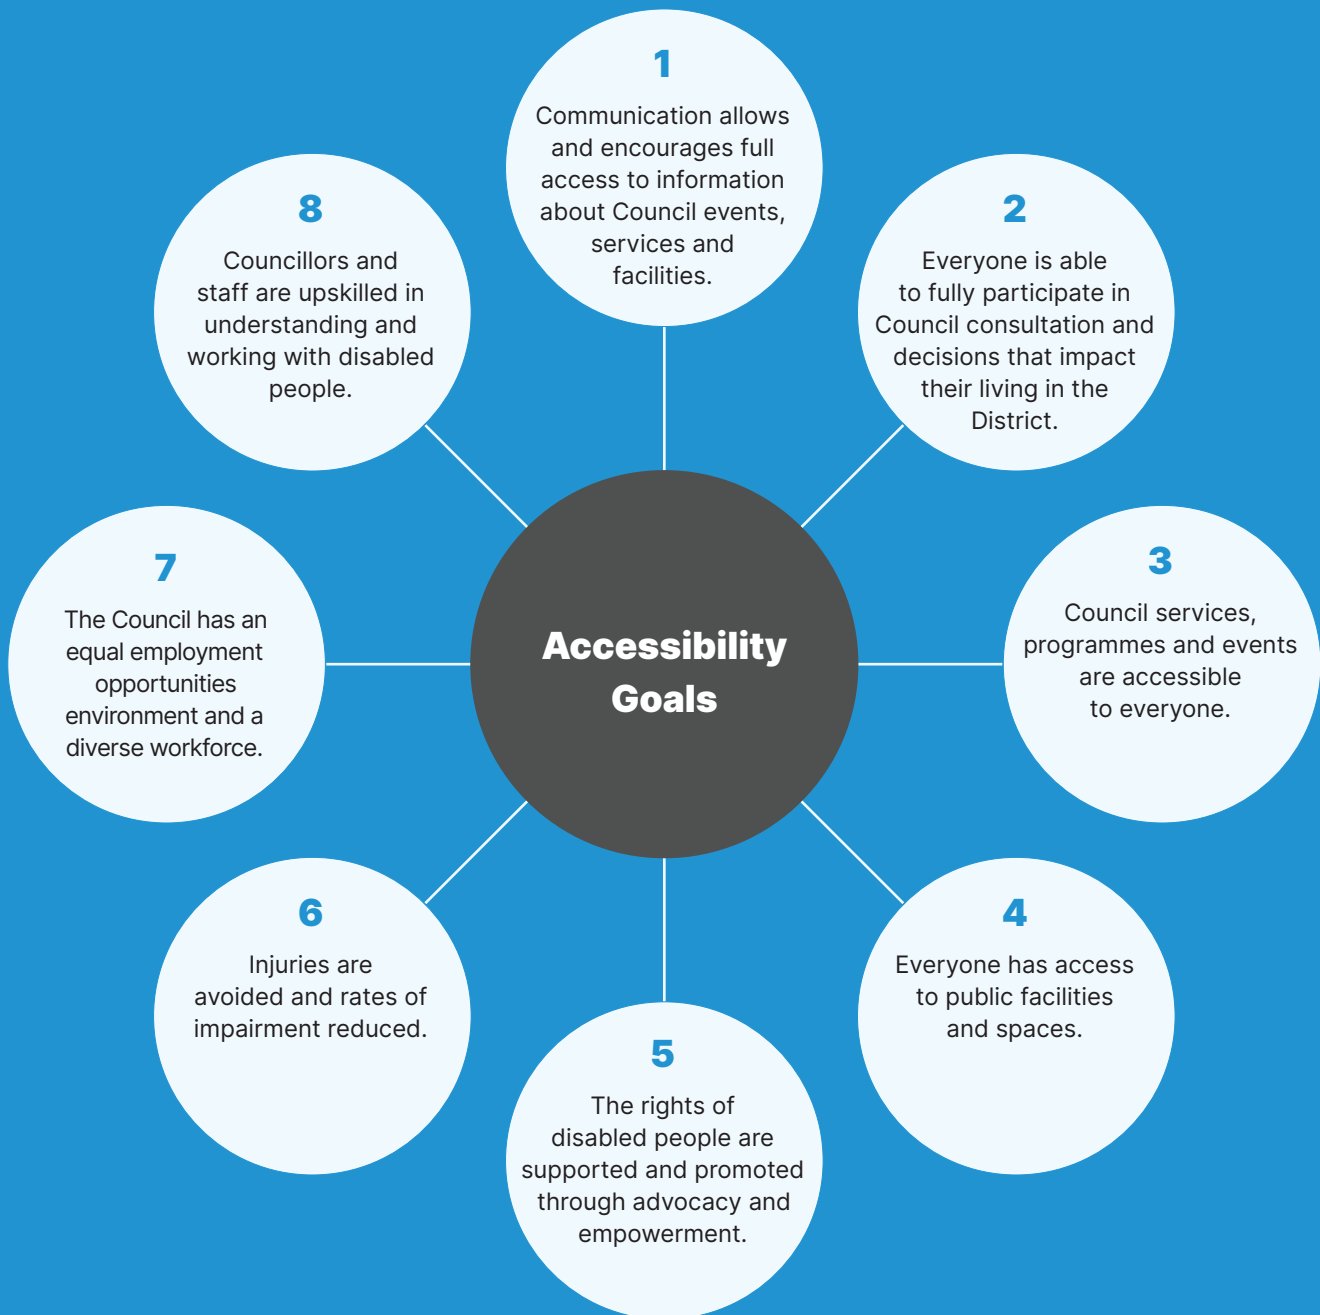 1
Communication allows
and encourages full
access to information
about Council events,
services and
facilities.
2
Everyone is able
to fully participate in
Council consultation and
decisions that impact
their living in the
District.
3
Council services,
programmes and events
are accessible
to everyone.
4
Everyone has access
to public facilities
and spaces.
5
The rights of
disabled people are
supported and promoted
through advocacy and
empowerment.
6
Injuries are
avoided and rates of
impairment reduced.
7
The Council has an
equal employment
opportunities
environment and a
diverse workforce.
8
Councillors and
staff are upskilled in
understanding and
working with disabled
people.
Accessibility
Goals